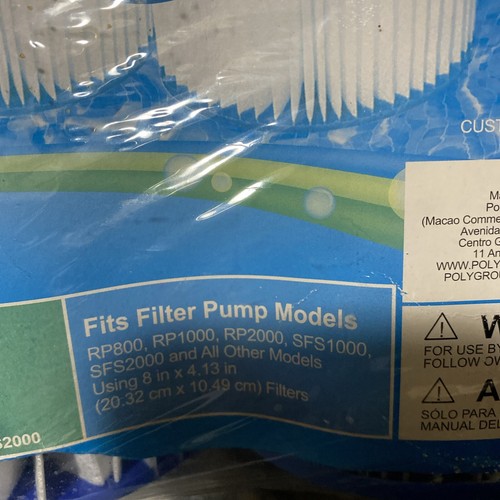 CUST
(Macao Comme
Avenida
Centro G
11 An
WWW.POLY
POLYGROU
Fits Filter Pump Models
RP800, RP1000, RP2000, SFS1000,
SFS2000 and All Other Models
Using 8 in x 4.13 in
(20.32 cm x 10.49 cm) Filters
S2000
W
FOR USE BY
FOLLOW OW
A
SÓLO PARA
MANUAL DEL